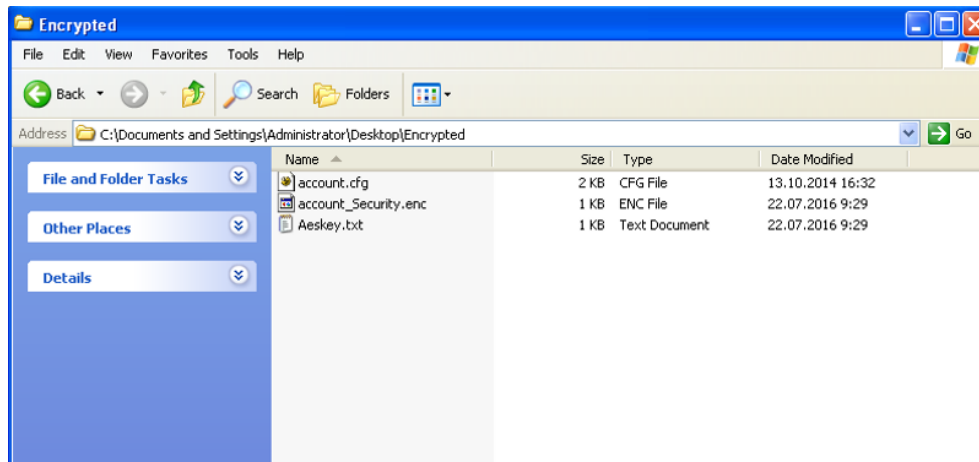 Encrypted
File Edit View Favorites Tools Help
Back Search Folders
Address C:\Documents and Settings\Administrator\Desktop\Encrypted Go
File and Folder Tasks
Other Places
Details
Name Size Type Date Modified
account.cfg 2 KB CFG File 13.10.2014 16:32
account_Security.enc 1 KB ENC File 22.07.2016 9:29
Aeskey.txt 1 KB Text Document 22.07.2016 9:29